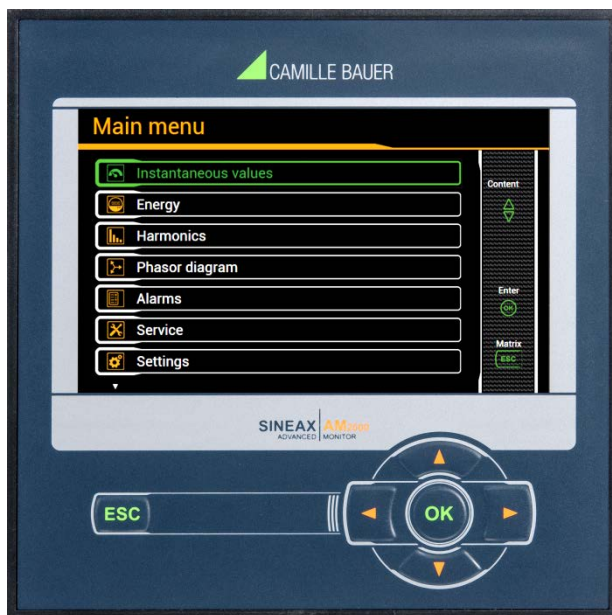 CAMILLE BAUER
Main menu
Instantaneous values
Content
Energy
Harmonics
Phasor diagram
Alarms
Enter
OK
Service
Matrix
ESC
Settings
SINEAX AM2000
ADVANCED MONITOR
ESC
OK